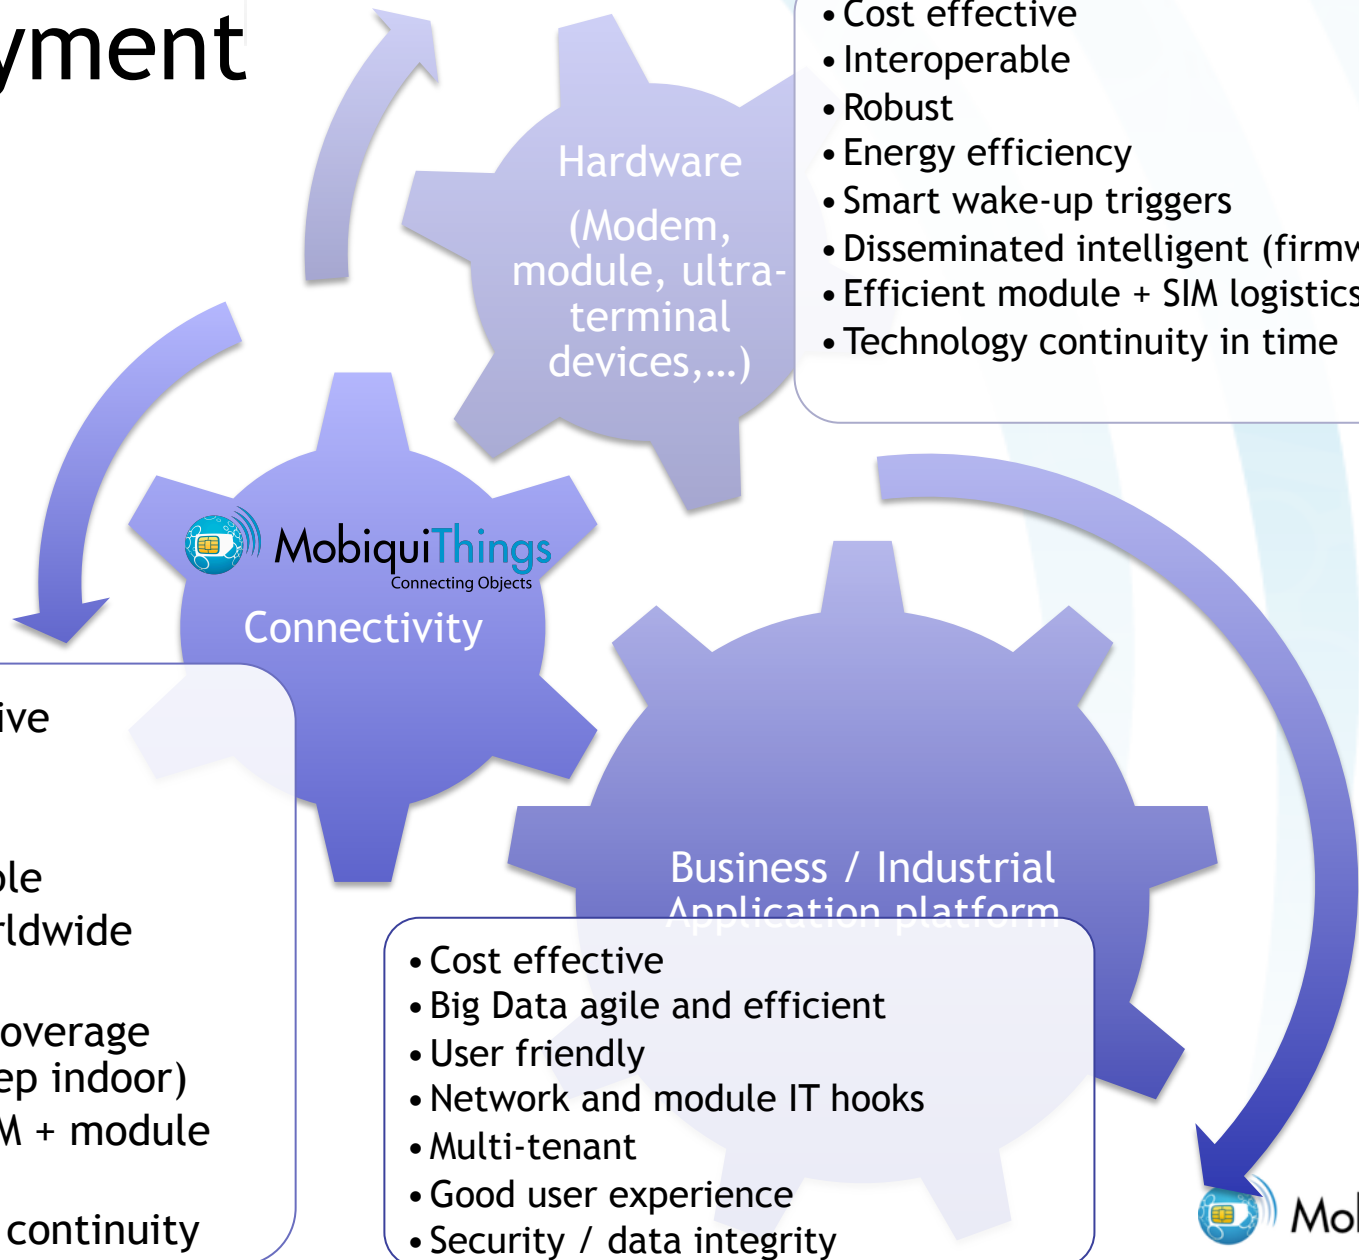 yment
• Cost effective
• Interoperable
• Robust
• Energy efficiency
• Smart wake-up triggers
• Disseminated intelligent (firmw
• Efficient module + SIM logistics
• Technology continuity in time
Hardware
(Modem,
module, ultra-
terminal
devices,…)
MobiquiThings
Connecting Objects
Connectivity
ive
ole
rldwide
overage
ep indoor)
M + module
continuity
Business / Industrial
Application platform
• Cost effective
• Big Data agile and efficient
• User friendly
• Network and module IT hooks
• Multi-tenant
• Good user experience
• Security / data integrity
Mo